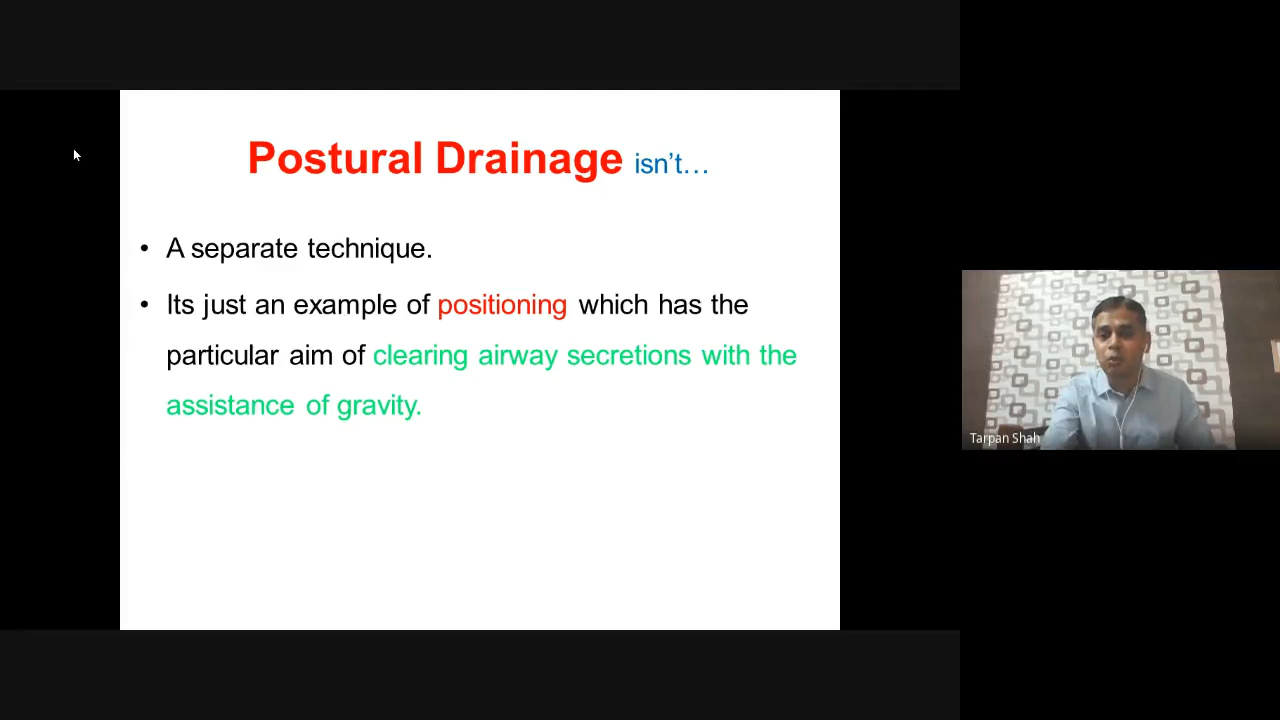 Postural Drainage isn’t…
• A separate technique.
• Its just an example of positioning which has the
particular aim of clearing airway secretions with the
assistance of gravity.
Tarpan Shah